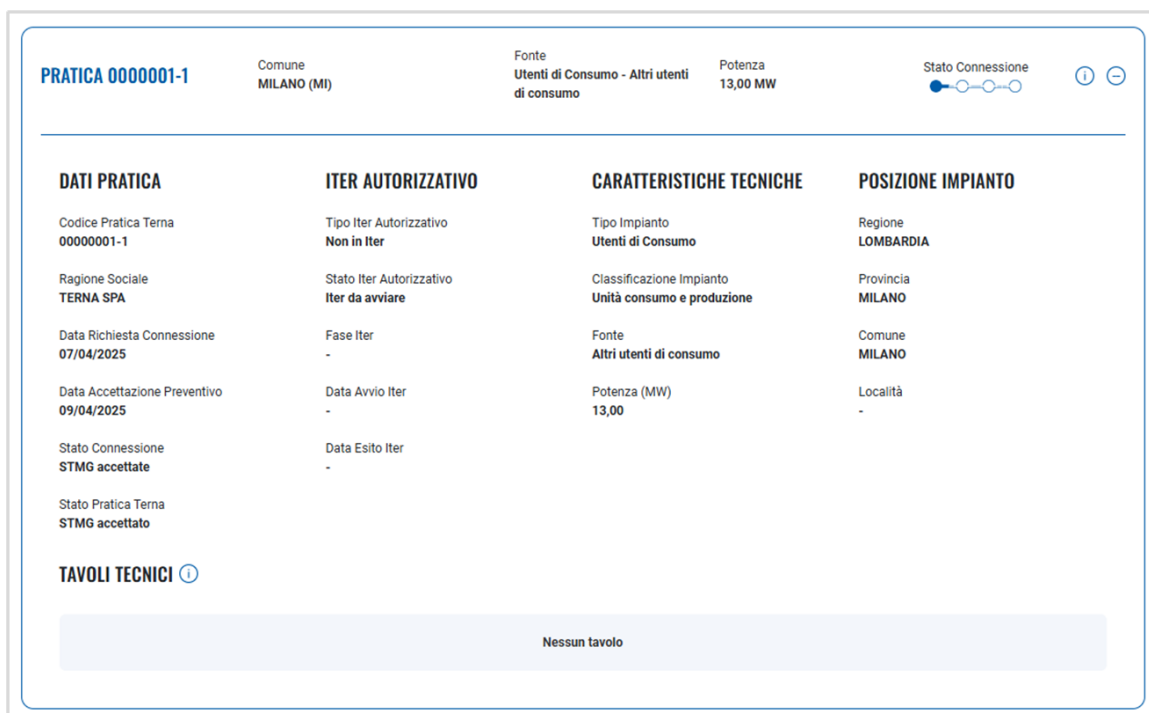 PRATICA 0000001-1
Comune
MILANO (MI)
Fonte
Utenti di Consumo - Altri utenti
di consumo
Potenza
13,00 MW
Stato Connessione
DATI PRATICA
Codice Pratica Terna
00000001-1
Ragione Sociale
TERNA SPA
Data Richiesta Connessione
07/04/2025
Data Accettazione Preventivo
09/04/2025
Stato Connessione
STMG accettate
Stato Pratica Terna
STMG accettato
ITER AUTORIZZATIVO
Tipo Iter Autorizzativo
Non in Iter
Stato Iter Autorizzativo
Iter da avviare
Fase Iter
-
Data Avvio Iter
-
Data Esito Iter
-
CARATTERISTICHE TECNICHE
Tipo Impianto
Utenti di Consumo
Classificazione Impianto
Unità consumo e produzione
Fonte
Altri utenti di consumo
Potenza (MW)
13,00
POSIZIONE IMPIANTO
Regione
LOMBARDIA
Provincia
MILANO
Comune
MILANO
Località
-
TAVOLI TECNICI
Nessun tavolo